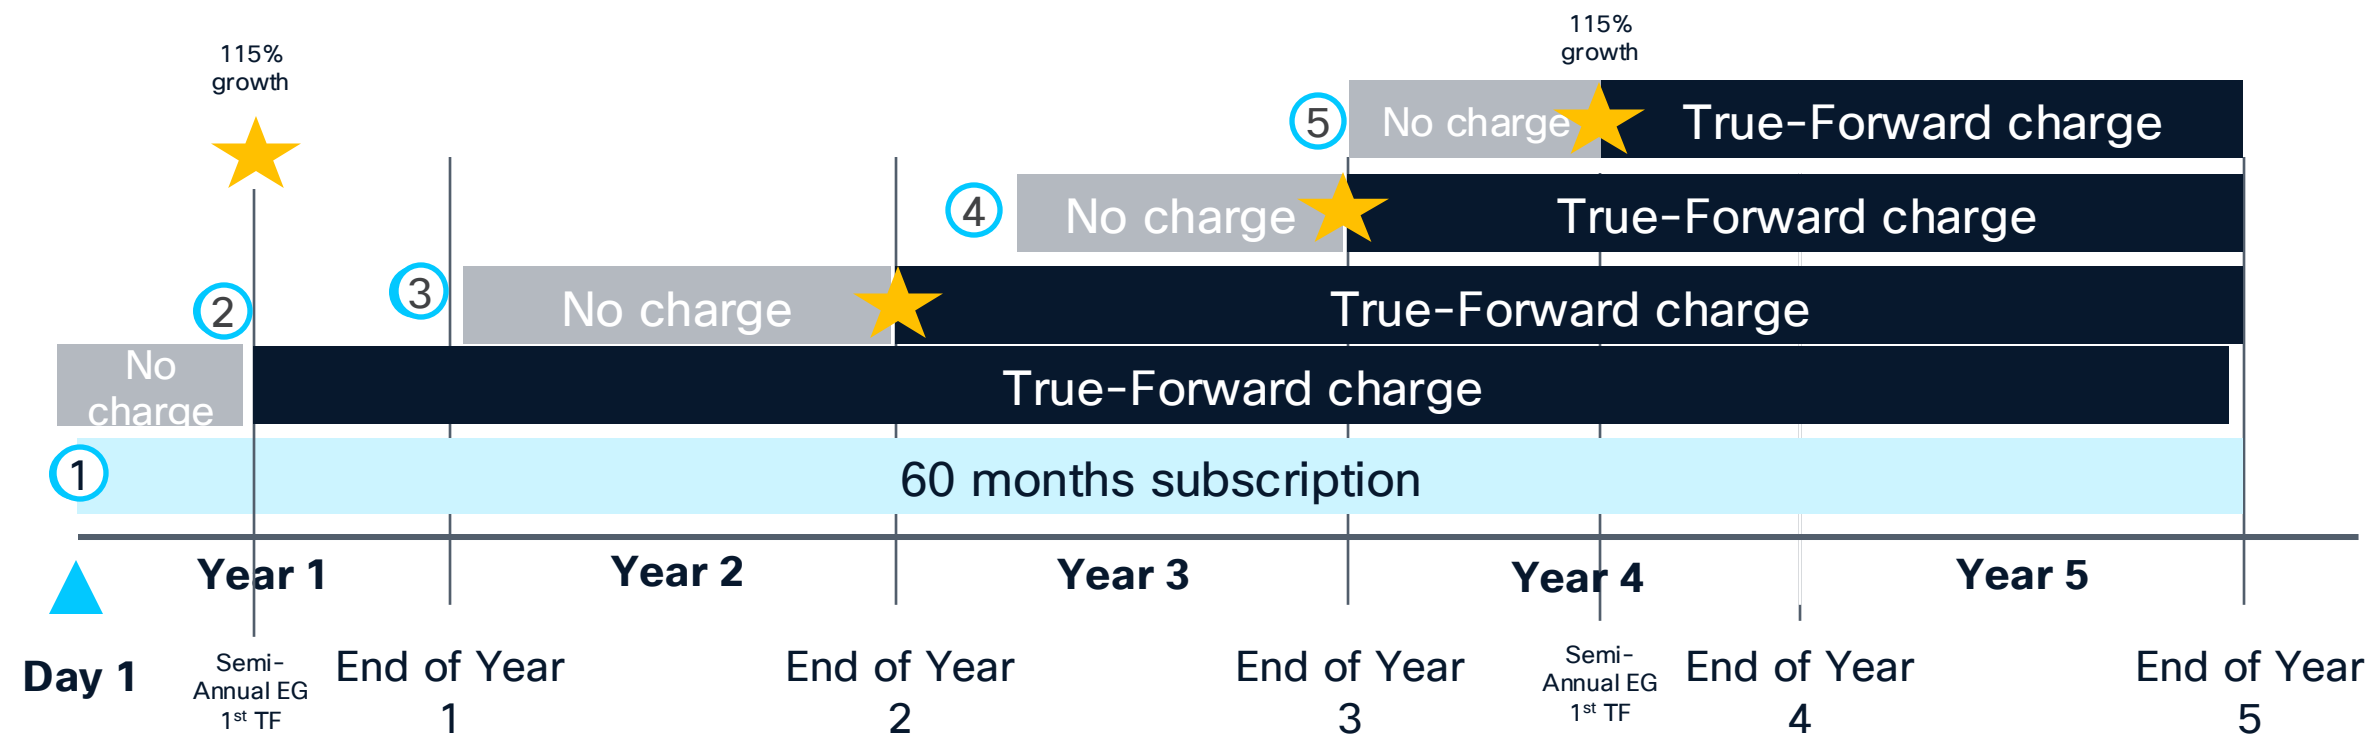 115%
growth
115%
growth
5
No charge
True-Forward charge
4
No charge
True-Forward charge
3
No charge
True-Forward charge
2
No
charge
True-Forward charge
1
60 months subscription
Year 1
Year 2
Year 3
Year 4
Year 5
Day 1
Semi-
Annual EG
1st TF
End of Year
1
End of Year
2
End of Year
3
Semi-
Annual EG
1st TF
End of Year
4
End of Year
5